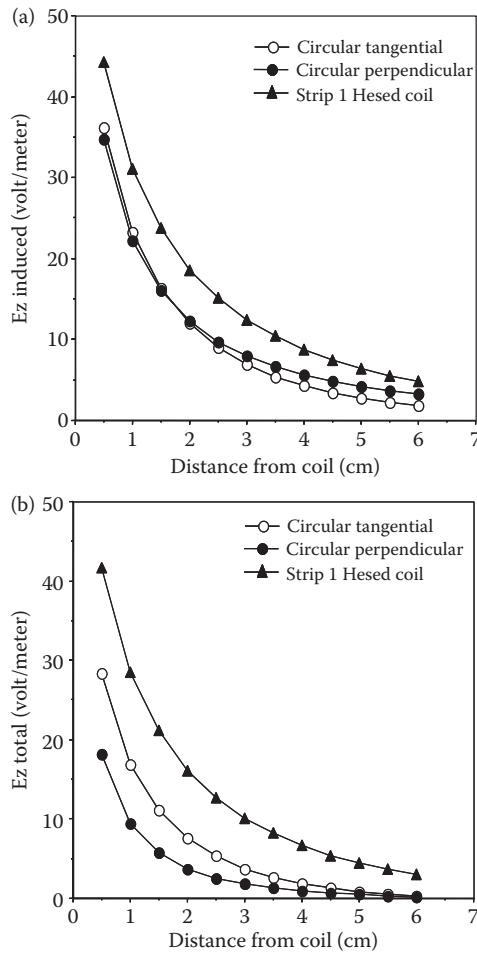 (a)
50
40
30
20
10
0
Ez induced (volt/meter)
Circular tangential
Circular perpendicular
Strip 1 Hesed coil
0 1 2 3 4 5 6 7
Distance from coil (cm)
(b)
50
40
30
20
10
0
Ez total (volt/meter)
Circular tangential
Circular perpendicular
Strip 1 Hesed coil
0 1 2 3 4 5 6 7
Distance from coil (cm)